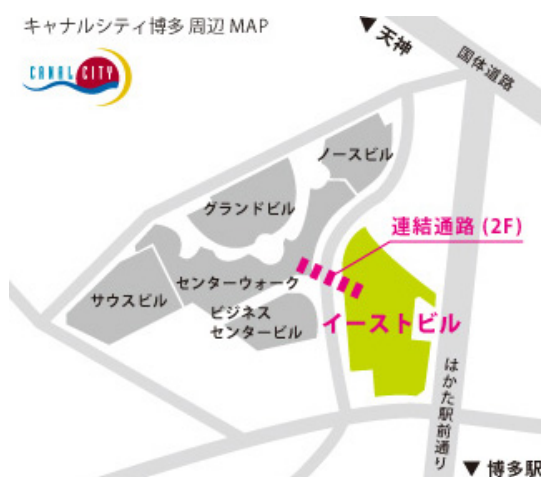 キャナルシティ博多 周辺 MAP
CANAL CITY
▼天神
国体道路
ノースビル
グランドビル
連結通路 (2F)
センターウォーク
サウスビル
ビジネス
センタービル
イーストビル
はかた駅前通り
▼博多駅